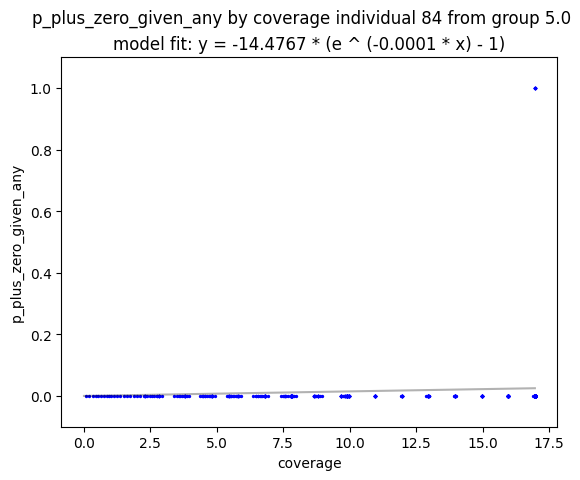 p_plus_zero_given_any by coverage individual 84 from group 5.0
model fit: y = -14.4767 * (e ^ (-0.0001 * x) - 1)
1.0
0.8
0.6
0.4
0.2
0.0
p_plus_zero_given_any
0.0 2.5 5.0 7.5 10.0 12.5 15.0 17.5
coverage